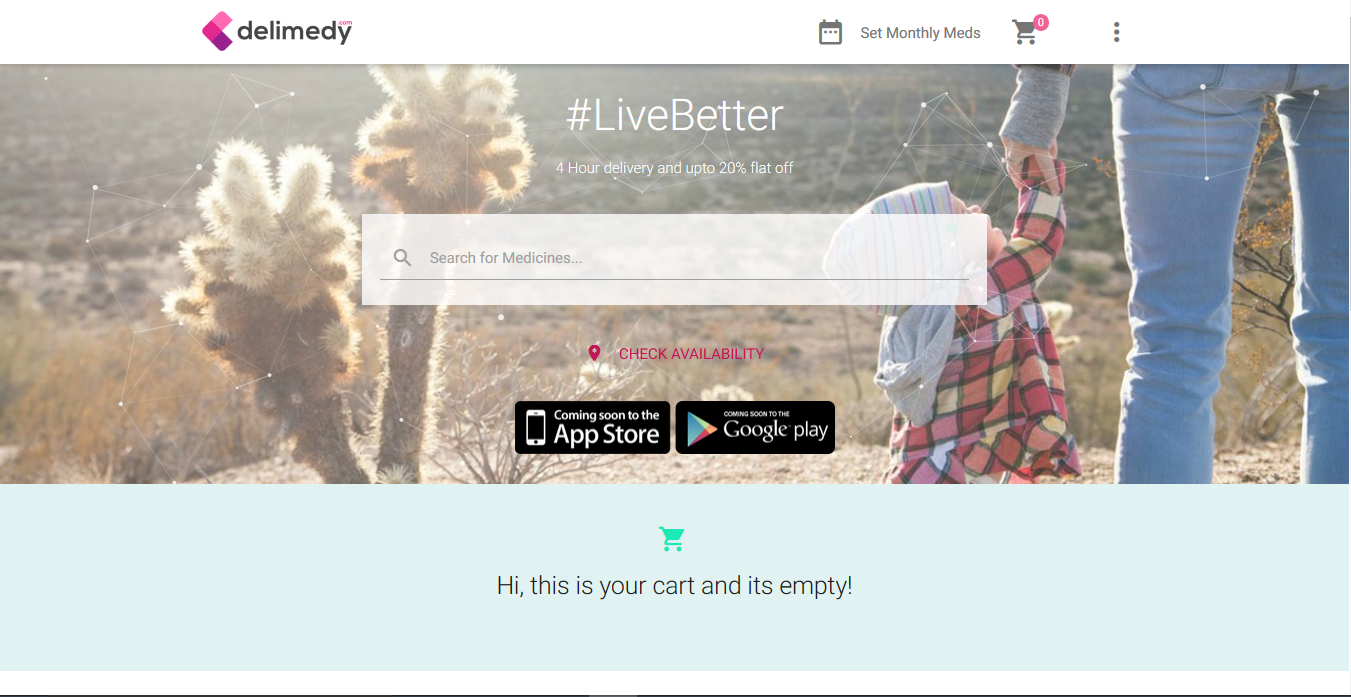 delimedy.com
Set Monthly Meds
0
#LiveBetter
4 Hour delivery and upto 20% flat off
Search for Medicines...
CHECK AVAILABILITY
Coming soon to the
App Store
COMING SOON TO THE
Google play
Hi, this is your cart and its empty!